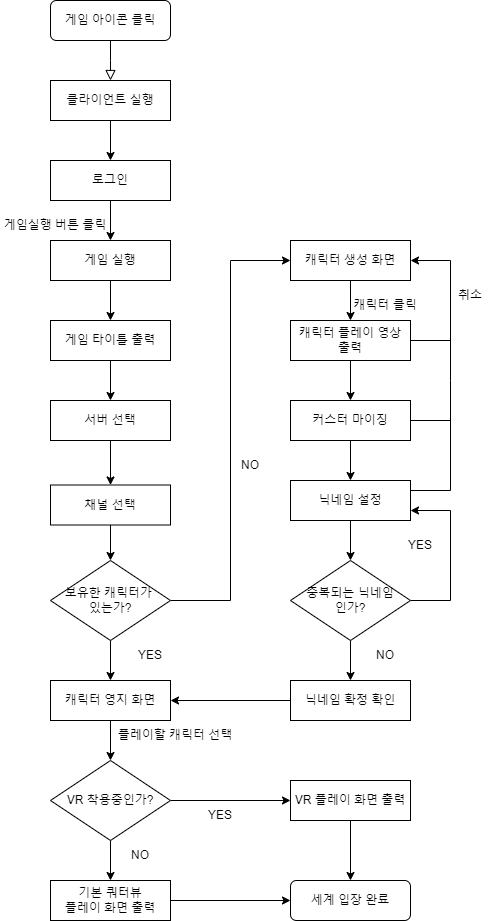 게임 아이콘 클릭
클라이언트 실행
로그인
게임실행 버튼 클릭
게임 실행
게임 타이틀 출력
서버 선택
채널 선택
보유한 캐릭터가
있는가?
NO
YES
캐릭터 생성 화면
취소
캐릭터 클릭
캐릭터 플레이 영상
출력
커스터 마이징
닉네임 설정
YES
중복되는 닉네임
인가?
NO
닉네임 확정 확인
캐릭터 영지 화면
플레이할 캐릭터 선택
VR 착용중인가?
YES
VR 플레이 화면 출력
NO
기본 쿼터뷰
플레이 화면 출력
세계 입장 완료